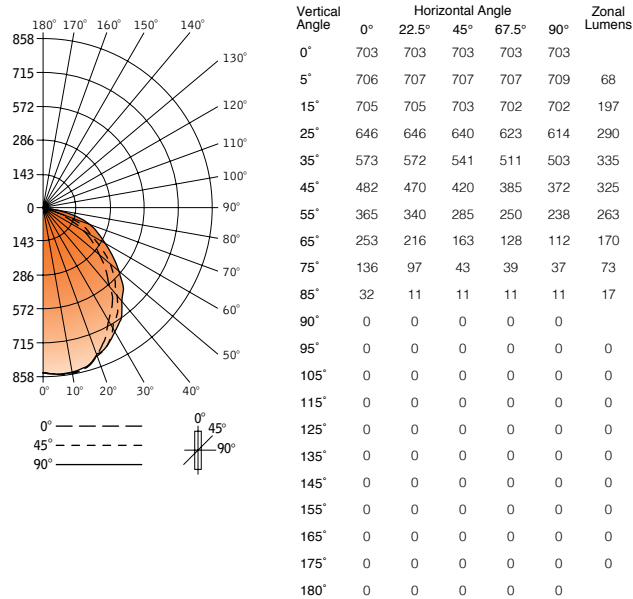 180° 170° 160° 150° 140°
130°
120°
110°
100°
90°
80°
70°
60°
50°
0° 10° 20° 30° 40°
858
715
572
286
143
0
143
286
572
715
858
0°
45°
90°
0°
45°
90°
Vertical Angle Horizontal Angle Zonal Lumens
0° 22.5° 45° 67.5° 90°
0° 703 703 703 703 703
5° 706 707 707 707 709 68
15° 705 705 703 702 702 197
25° 646 646 640 623 614 290
35° 573 572 541 511 503 335
45° 482 470 420 385 372 325
55° 365 340 285 250 238 263
65° 253 216 163 128 112 170
75° 136 97 43 39 37 73
85° 32 11 11 11 11 17
90° 0 0 0 0 0
95° 0 0 0 0 0 0
105° 0 0 0 0 0 0
115° 0 0 0 0 0 0
125° 0 0 0 0 0 0
135° 0 0 0 0 0 0
145° 0 0 0 0 0 0
155° 0 0 0 0 0 0
165° 0 0 0 0 0 0
175° 0 0 0 0 0 0
180° 0 0 0 0 0